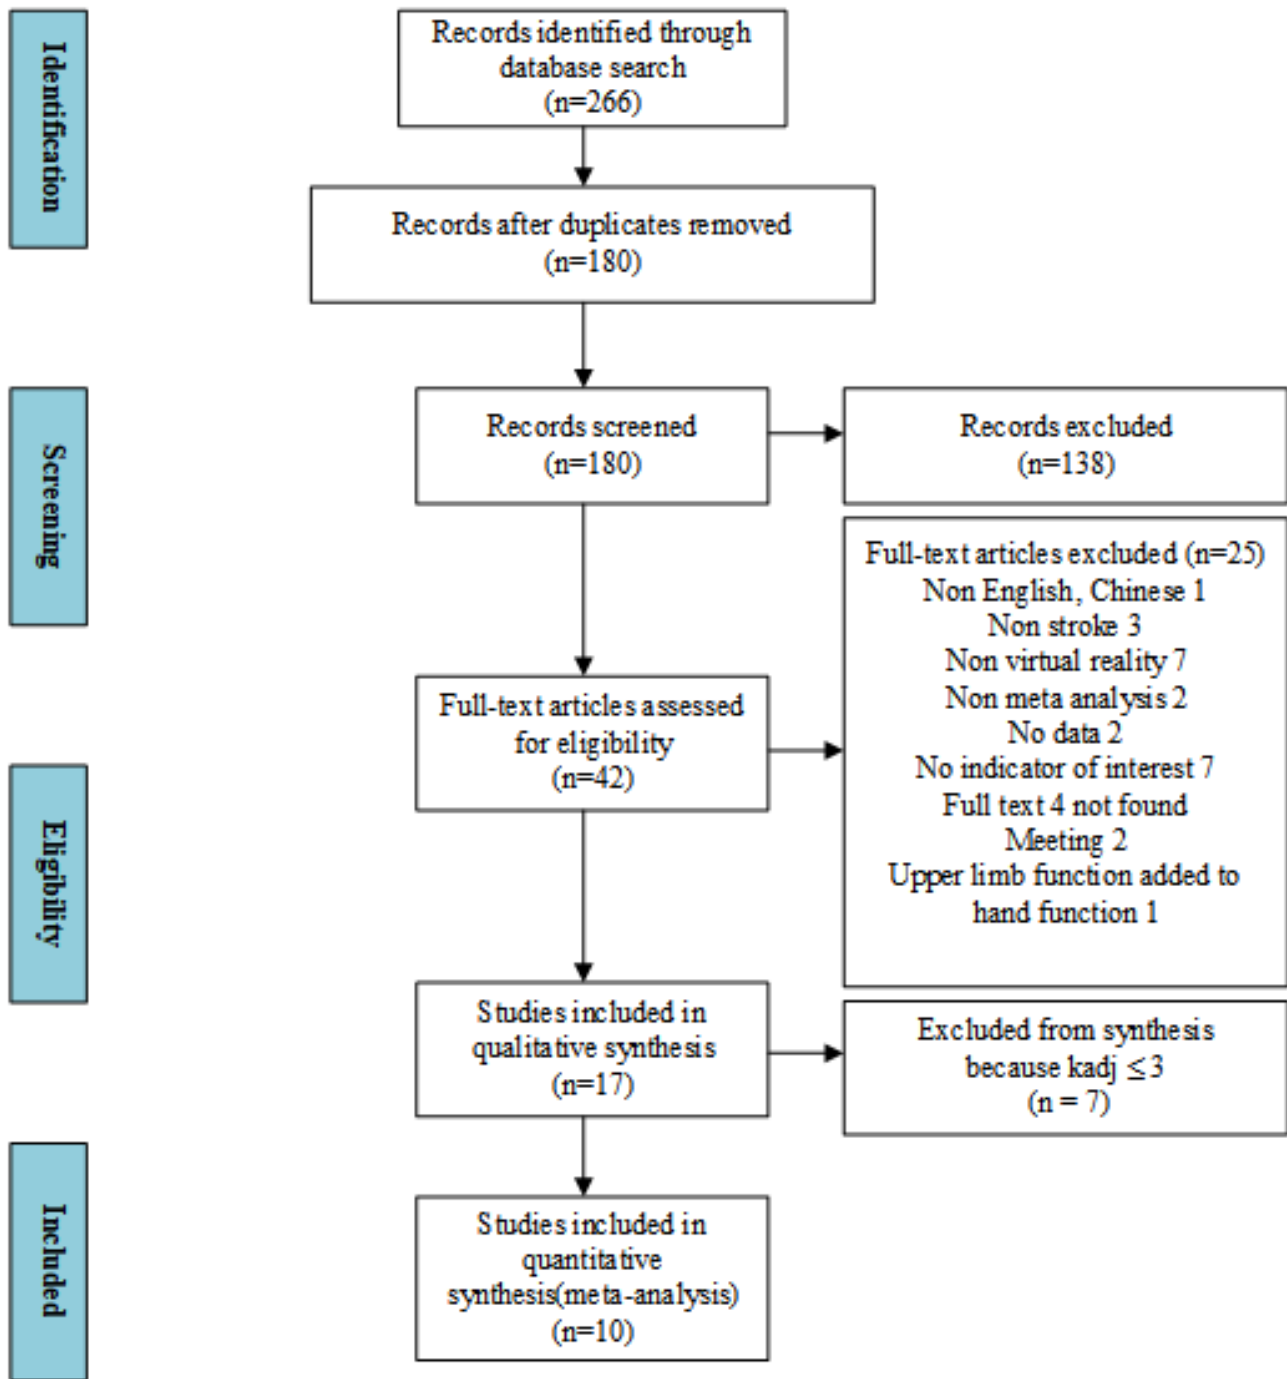 Identification
Records identified through
database search
(n=266)
Records after duplicates removed
(n=180)
Screening
Records screened
(n=180)
Records excluded
(n=138)
Eligibility
Full-text articles assessed
for eligibility
(n=42)
Full-text articles excluded (n=25)
Non English, Chinese 1
Non stroke 3
Non virtual reality 7
Non meta analysis 2
No data 2
No indicator of interest 7
Full text 4 not found
Meeting 2
Upper limb function added to
hand function 1
Studies included in
qualitative synthesis
(n=17)
Excluded from synthesis
because kadj ≤3
(n = 7)
Included
Studies included in
quantitative
synthesis(meta-analysis)
(n=10)